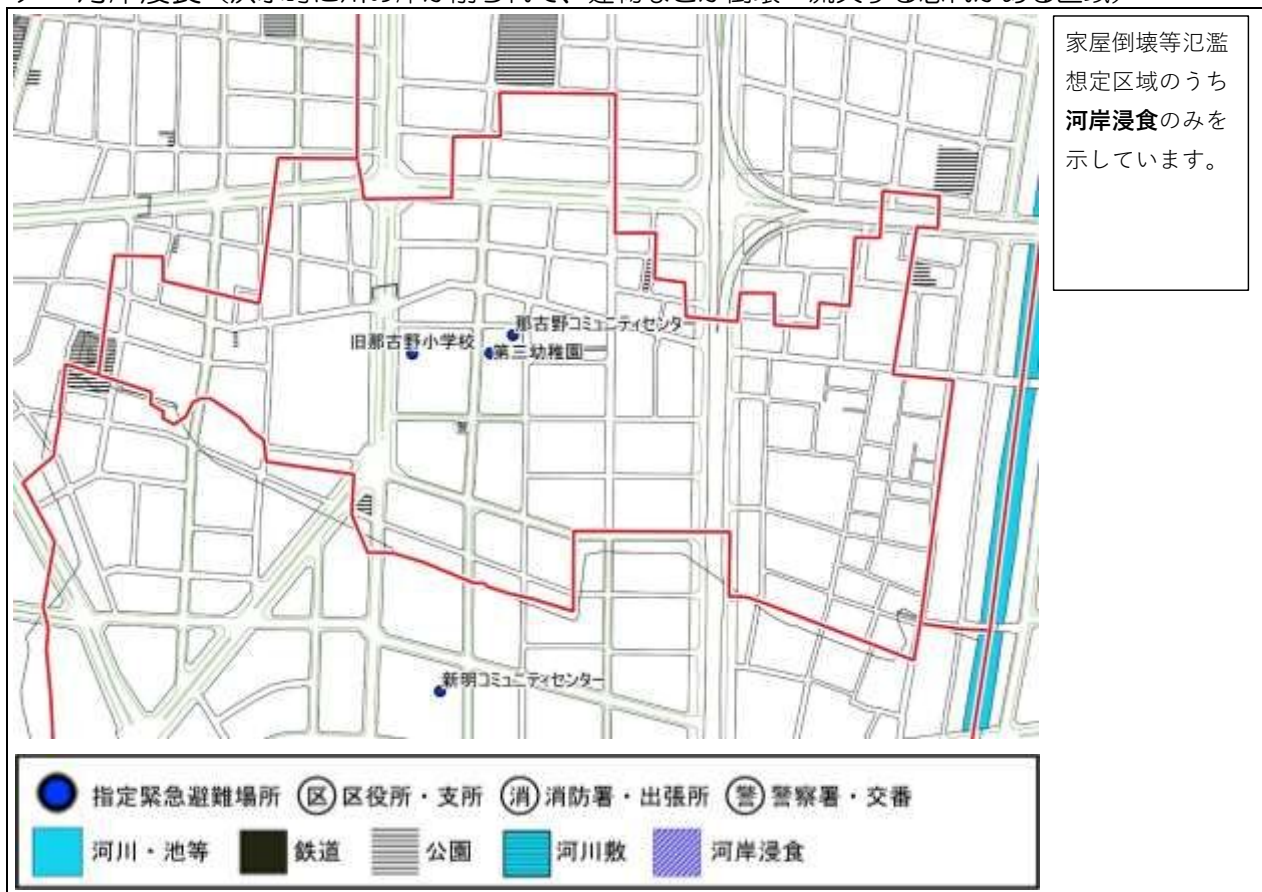 家屋倒壊等氾濫
想定区域のうち
河岸浸食のみを
示しています。
那古野コミュニティセンター
旧那古野小学校
第三幼稚園
新明コミュニティセンター
指定緊急避難場所 区 区役所・支所 消 消防署・出張所 警 警察署・交番
河川・池等 鉄道 公園 河川敷 河岸浸食